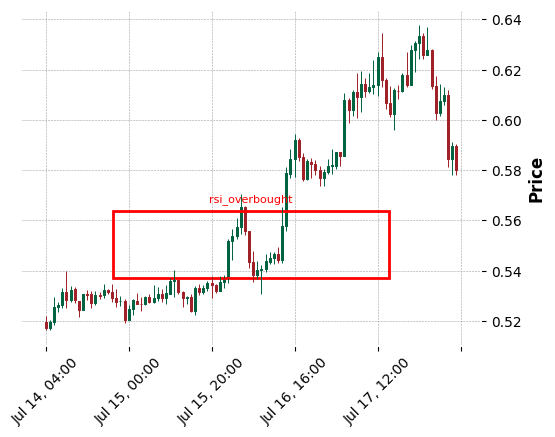 0.64
0.62
0.60
0.58
0.56
0.54
0.52
Price
rsi_overbought
Jul 14, 04:00
Jul 15, 00:00
Jul 15, 20:00
Jul 16, 16:00
Jul 17, 12:00